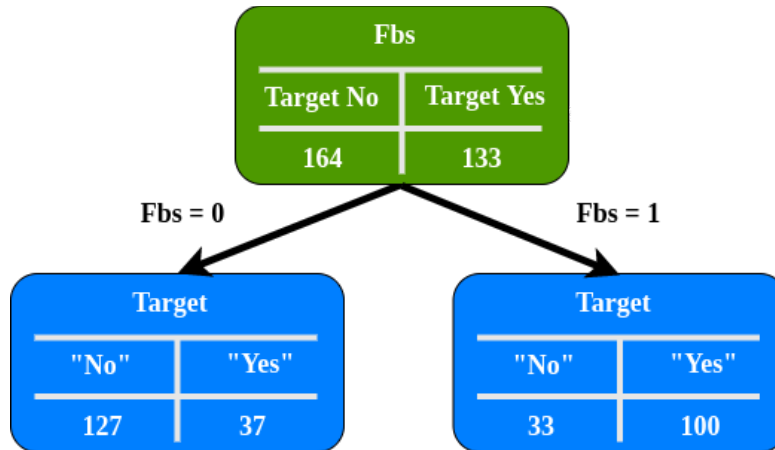 Fbs
Target No Target Yes
164 133
Fbs = 0
Fbs = 1
Target
"No" "Yes"
127 37
Target
"No" "Yes"
33 100